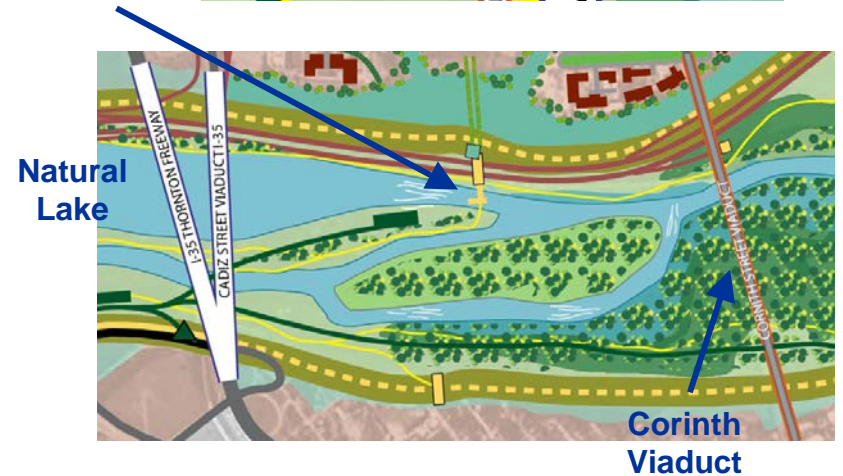 I-35 THORNTON FREEWAY
CADIZ STREET VIADUCT I-35
Natural
Lake
CORINTH STREET VIADUCT
Corinth
Viaduct